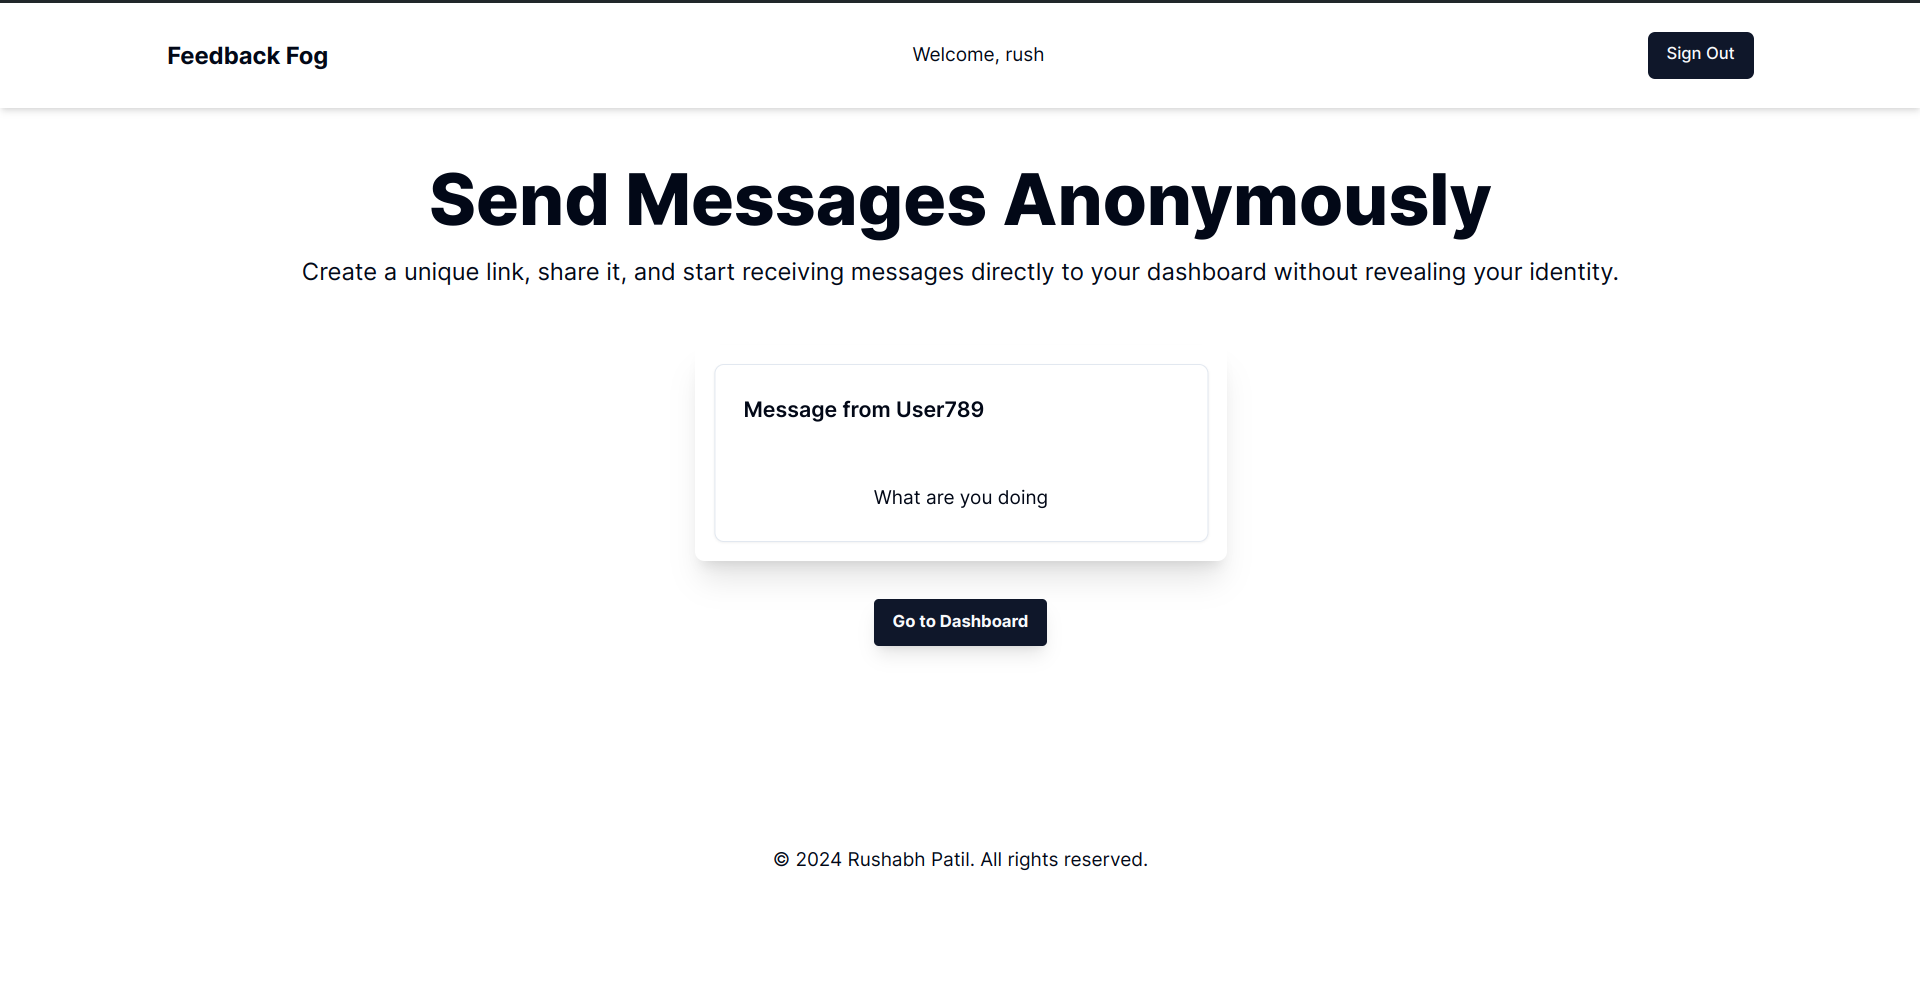 Feedback Fog
Welcome, rush
Sign Out
Send Messages Anonymously
Create a unique link, share it, and start receiving messages directly to your dashboard without revealing your identity.
Message from User789
What are you doing
Go to Dashboard
© 2024 Rushabh Patil. All rights reserved.